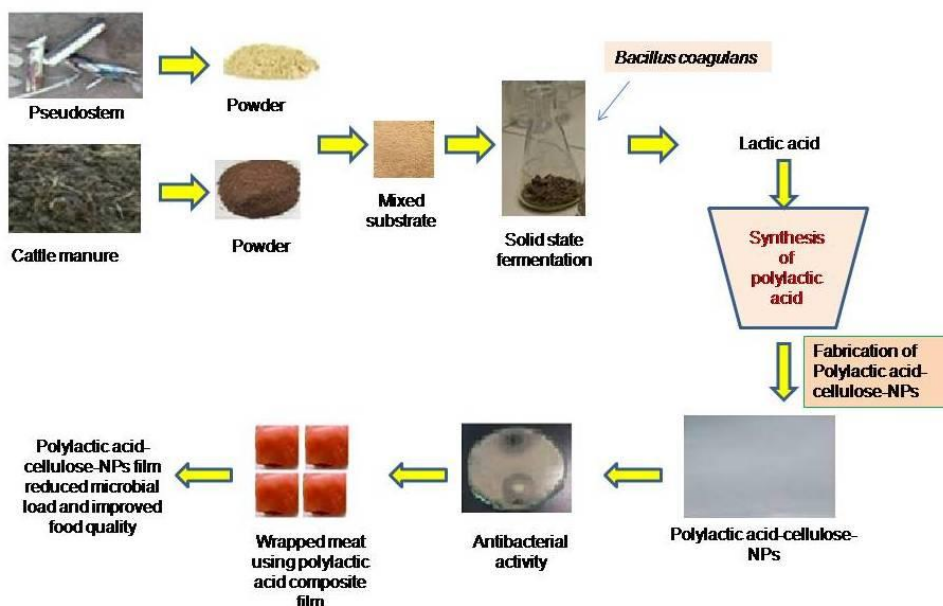 Pseudostem
Powder
Cattle manure
Powder
Mixed
substrate
Solid state
fermentation
Bacillus coagulans
Lactic acid
Synthesis
of
polylactic
acid
Fabrication of
Polylactic acid-
cellulose-NPs
Polylactic acid-cellulose-
NPs
Antibacterial
activity
Wrapped meat
using polylactic
acid composite
film
Polylactic acid-
cellulose-NPs film
reduced microbial
load and improved
food quality